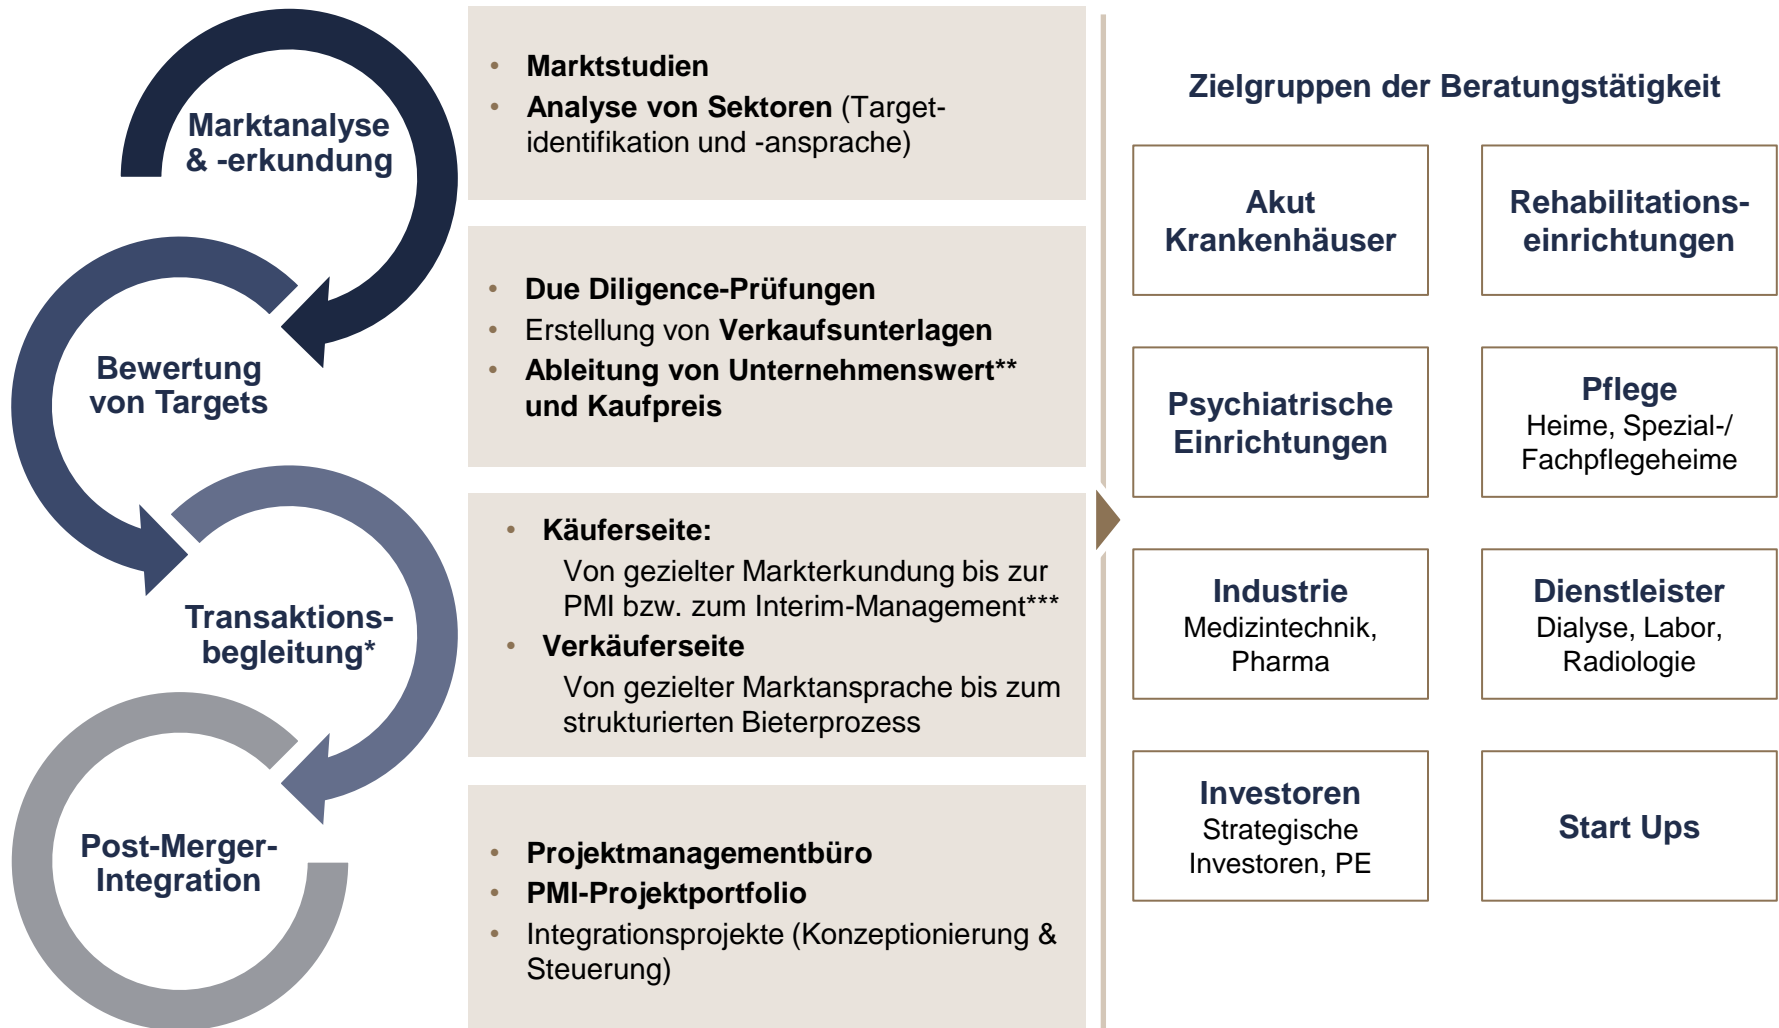 Marktanalyse
& -erkundung
• Marktstudien
• Analyse von Sektoren (Target-
identifikation und -ansprache)
Bewertung
von Targets
• Due Diligence-Prüfungen
• Erstellung von Verkaufsunterlagen
• Ableitung von Unternehmenswert**
und Kaufpreis
Transaktions-
begleitung*
• Käuferseite:
Von gezielter Markterkundung bis zur
PMI bzw. zum Interim-Management***
• Verkäuferseite
Von gezielter Marktansprache bis zum
strukturierten Bieterprozess
Post-Merger-
Integration
• Projektmanagementbüro
• PMI-Projektportfolio
• Integrationsprojekte (Konzeptionierung &
Steuerung)
Zielgruppen der Beratungstätigkeit
Akut
Krankenhäuser
Rehabilitations-
einrichtungen
Psychiatrische
Einrichtungen
Pflege
Heime, Spezial-/
Fachpflegeheime
Industrie
Medizintechnik,
Pharma
Dienstleister
Dialyse, Labor,
Radiologie
Investoren
Strategische
Investoren, PE
Start Ups